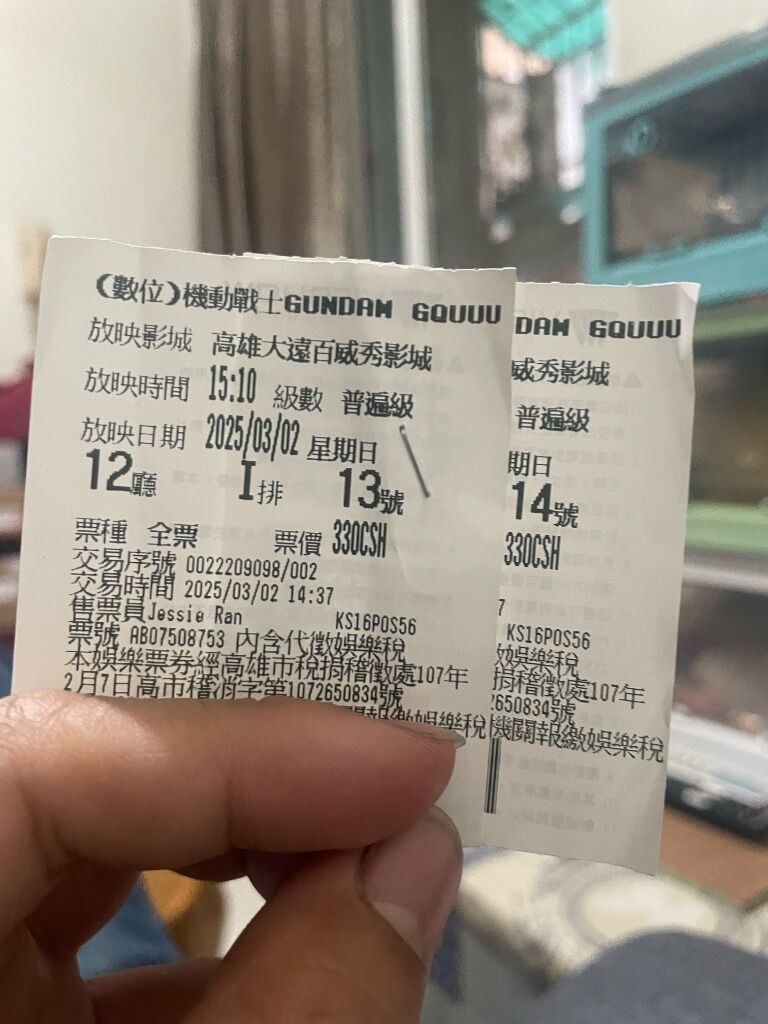 (數位)機動戰士GUNDAM GQUUU
放映影城 高雄大遠百威秀影城
放映時間 15:10 級數 普遍級
放映日期 2025/03/02 星期日
12廳 I排 13號
票種 全票 票價 330CSH
交易序號 0022209098/002
交易時間 2025/03/02 14:37
售票員Jessie Ran KS16POS56
票號 AB07508753 內含代徵娛樂稅
本娛樂票券經高雄市稅捐稽徵處107年
2月7日高市稽消字第1072650834號
關報繳娛樂稅
DAM GQUUU
威秀影城
普遍級
期日
14號
330CSH
7
KS16POS56
娛樂稅
捐稽徵處107年
2650834號
機關報繳娛樂稅